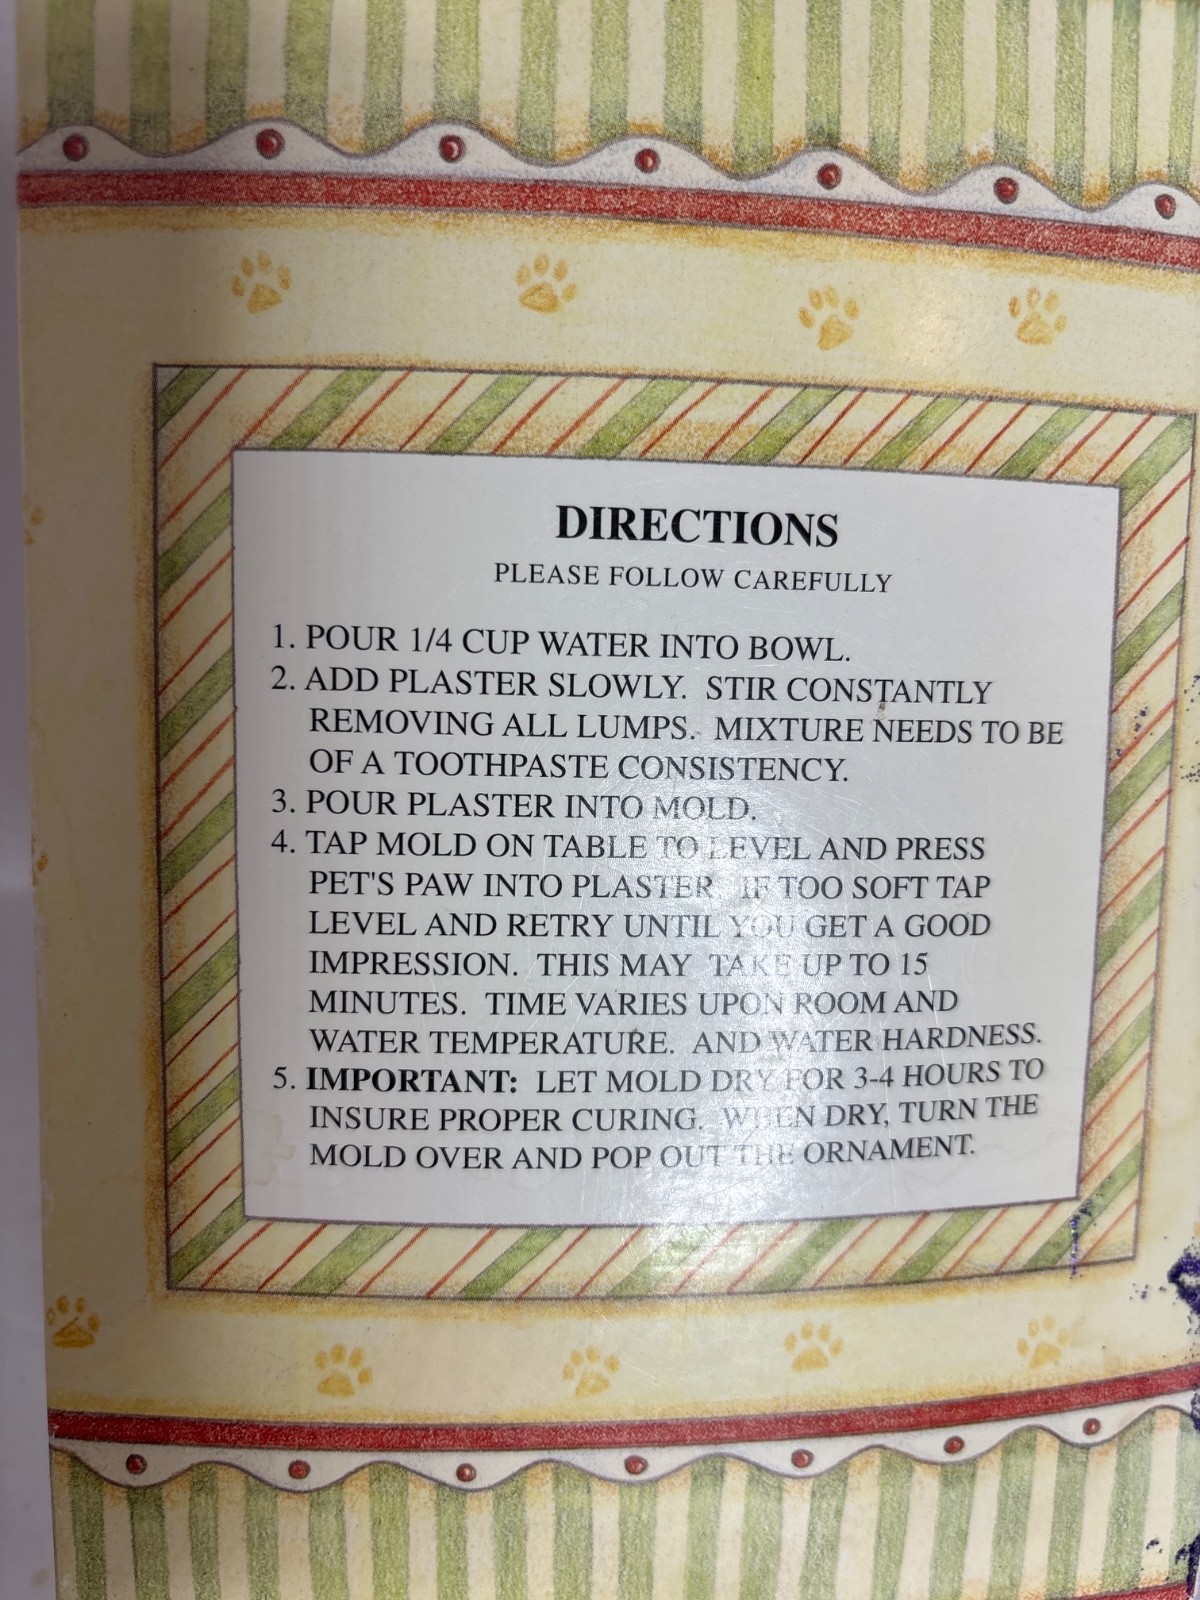 DIRECTIONS
PLEASE FOLLOW CAREFULLY
1. POUR 1/4 CUP WATER INTO BOWL.
2. ADD PLASTER SLOWLY. STIR CONSTANTLY
REMOVING ALL LUMPS. MIXTURE NEEDS TO BE
OF A TOOTHPASTE CONSISTENCY.
3. POUR PLASTER INTO MOLD.
4. TAP MOLD ON TABLE TO LEVEL AND PRESS
PET'S PAW INTO PLASTER IF TOO SOFT TAP
LEVEL AND RETRY UNTIL YOU GET A GOOD
IMPRESSION. THIS MAY TAKE UP TO 15
MINUTES. TIME VARIES UPON ROOM AND
WATER TEMPERATURE. AND WATER HARDNESS.
5. IMPORTANT: LET MOLD DRY FOR 3-4 HOURS TO
INSURE PROPER CURING. WHEN DRY, TURN THE
MOLD OVER AND POP OUT THE ORNAMENT.